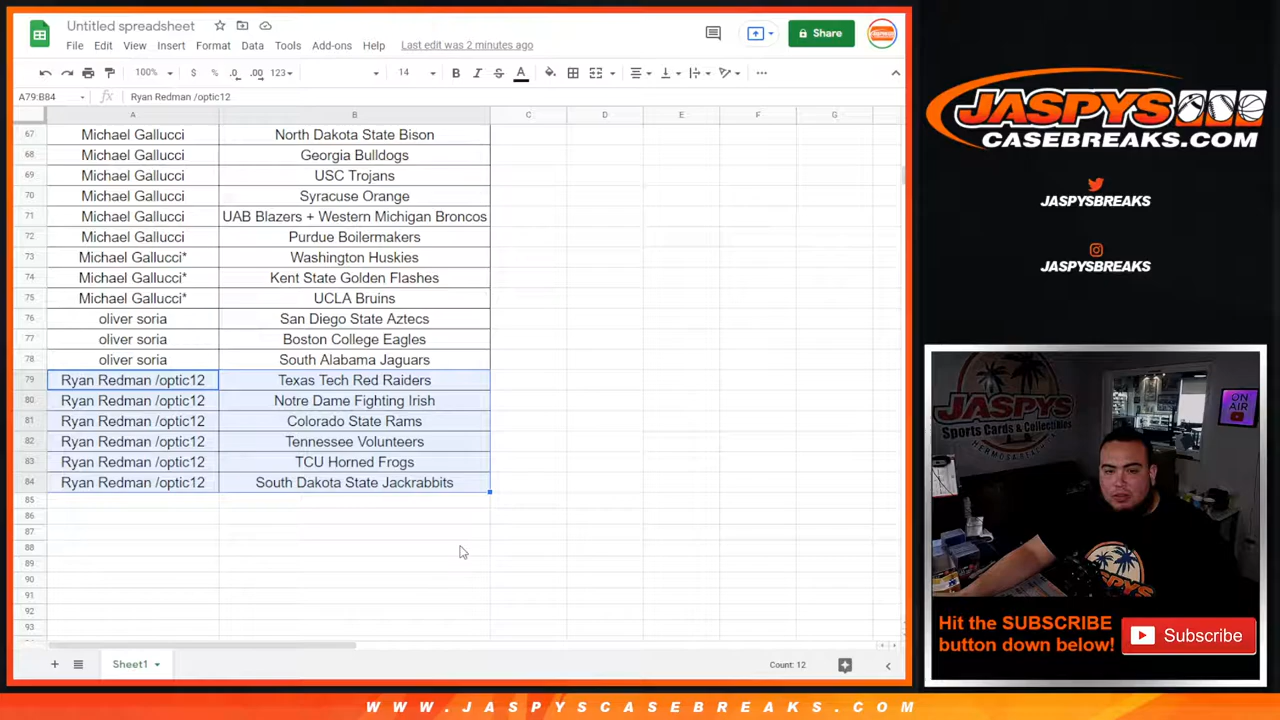 Untitled spreadsheet
File Edit View Insert Format Data Tools Add-ons Help Last edit was 2 minutes ago
Share
100% $ % .0 .00 123 14 B I S A
A79:B84 fx Ryan Redman /optic12
A B C D E F G
67 Michael Gallucci North Dakota State Bison
68 Michael Gallucci Georgia Bulldogs
69 Michael Gallucci USC Trojans
70 Michael Gallucci Syracuse Orange
71 Michael Gallucci UAB Blazers + Western Michigan Broncos
72 Michael Gallucci Purdue Boilermakers
73 Michael Gallucci* Washington Huskies
74 Michael Gallucci* Kent State Golden Flashes
75 Michael Gallucci* UCLA Bruins
76 oliver soria San Diego State Aztecs
77 oliver soria Boston College Eagles
78 oliver soria South Alabama Jaguars
79 Ryan Redman /optic12 Texas Tech Red Raiders
80 Ryan Redman /optic12 Notre Dame Fighting Irish
81 Ryan Redman /optic12 Colorado State Rams
82 Ryan Redman /optic12 Tennessee Volunteers
83 Ryan Redman /optic12 TCU Horned Frogs
84 Ryan Redman /optic12 South Dakota State Jackrabbits
85
86
87
88
89
90
91
92
93
Sheet1
Count: 12
JASPYS
CASEBREAKS.COM
JASPYSBREAKS
JASPYSBREAKS
JASPYS
Sports Cards & Collectibles
HERMOSA BEACH
ON AIR
JASPYS
Hit the SUBSCRIBE
button down below!
Subscribe
WWW.JASPYSCASEBREAKS.COM